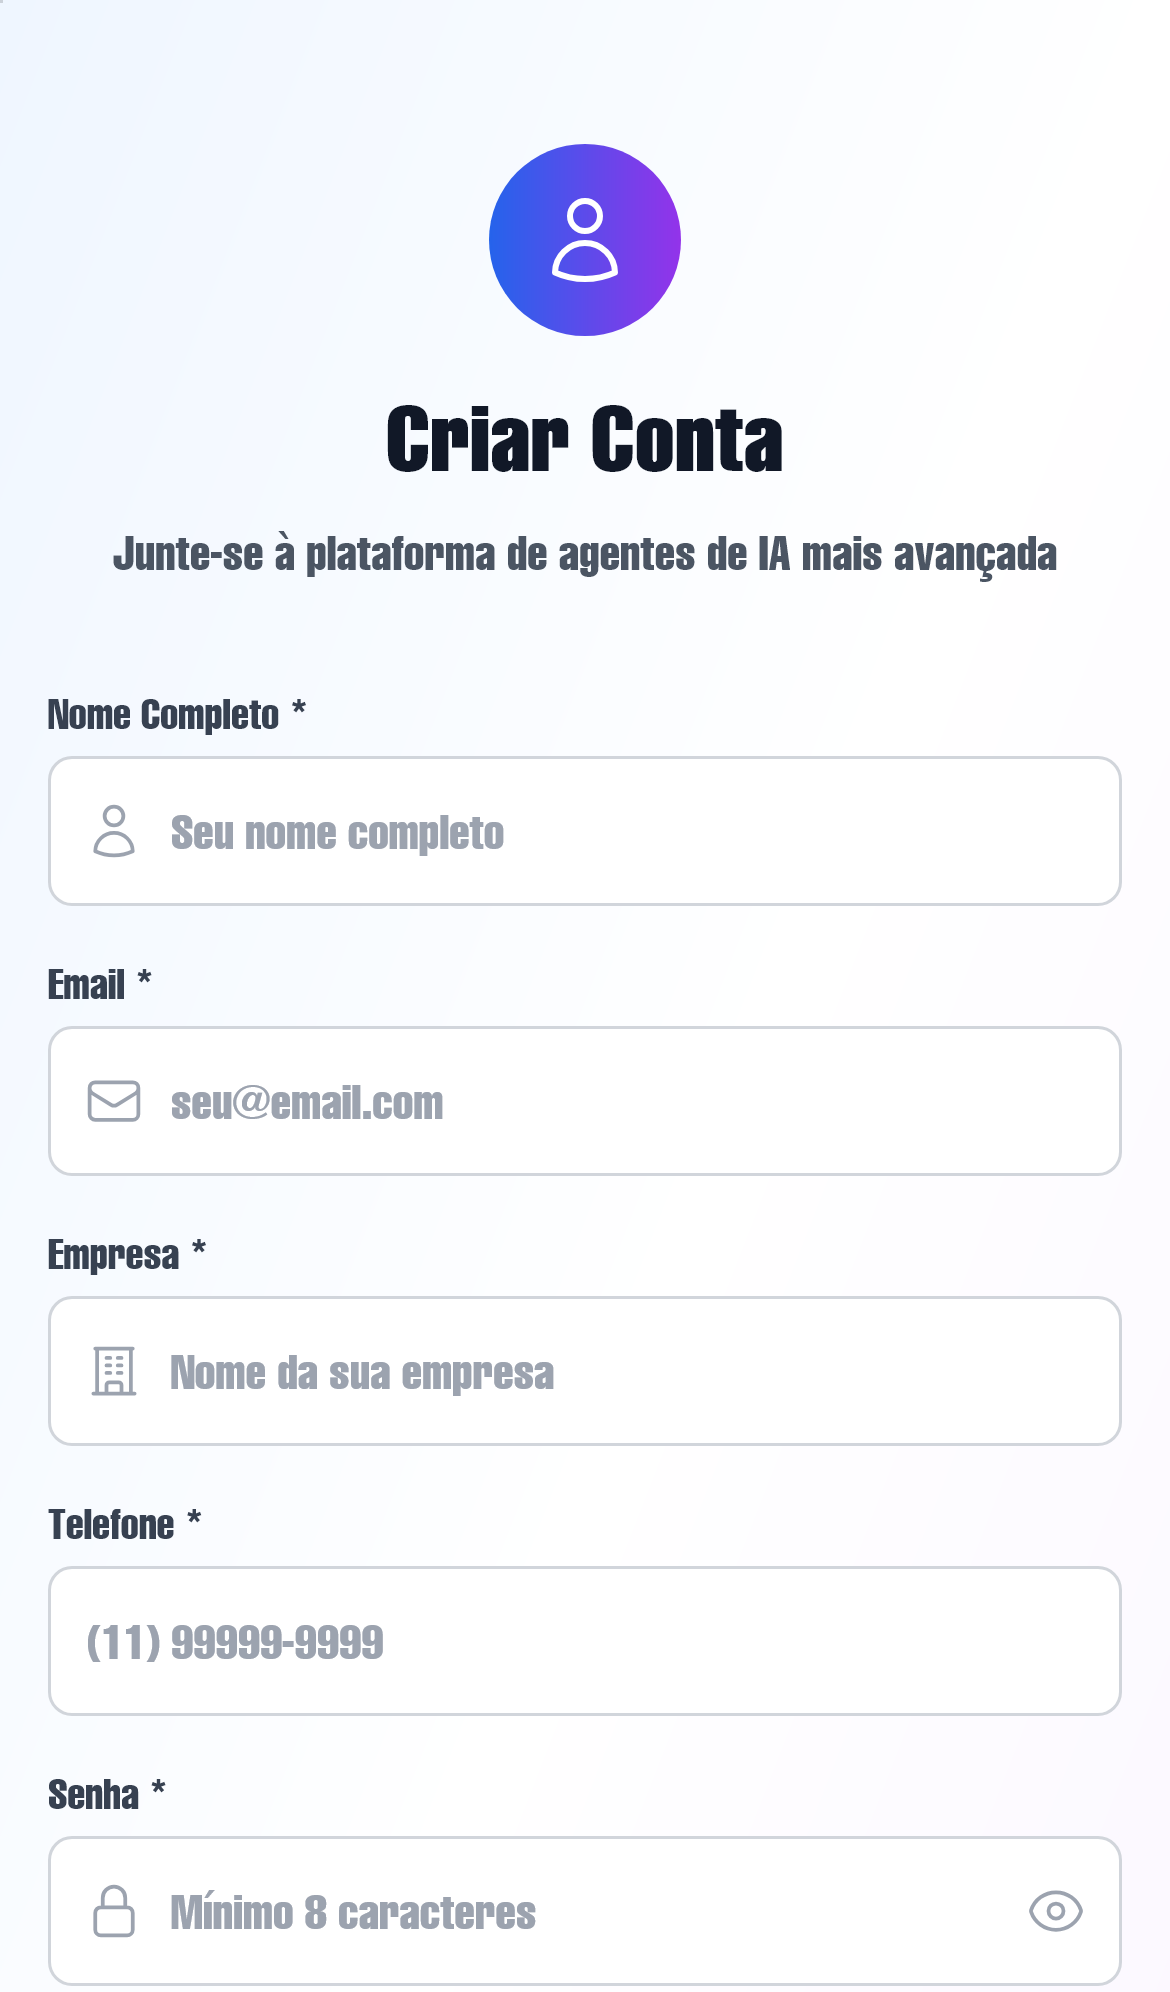 Criar Conta
Junte-se à plataforma de agentes de IA mais avançada
Nome Completo *
Seu nome completo
Email *
seu@email.com
Empresa *
Nome da sua empresa
Telefone *
(11) 99999-9999
Senha *
Mínimo 8 caracteres